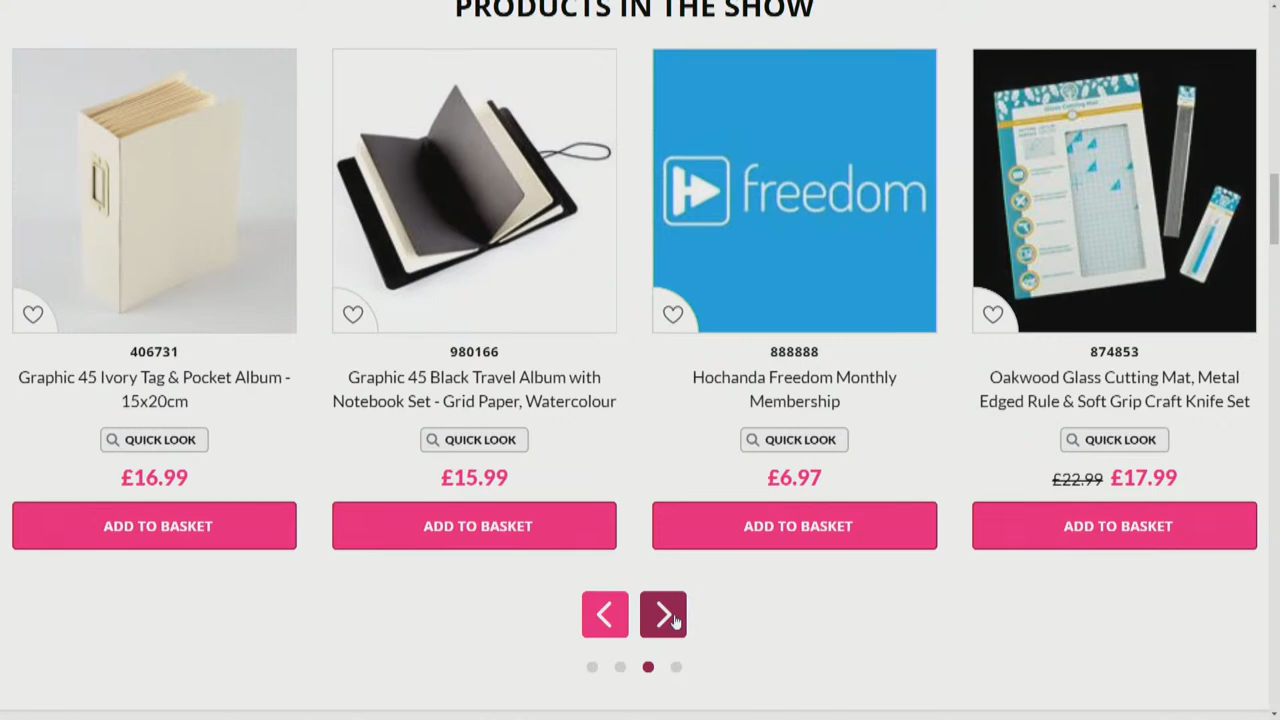 PRODUCTS IN THE SHOW
freedom
406731
Graphic 45 Ivory Tag & Pocket Album -
15x20cm
QUICK LOOK
£16.99
ADD TO BASKET
980166
Graphic 45 Black Travel Album with
Notebook Set - Grid Paper, Watercolour
QUICK LOOK
£15.99
ADD TO BASKET
888888
Hochanda Freedom Monthly
Membership
QUICK LOOK
£6.97
ADD TO BASKET
874853
Oakwood Glass Cutting Mat, Metal
Edged Rule & Soft Grip Craft Knife Set
QUICK LOOK
£22.99 £17.99
ADD TO BASKET